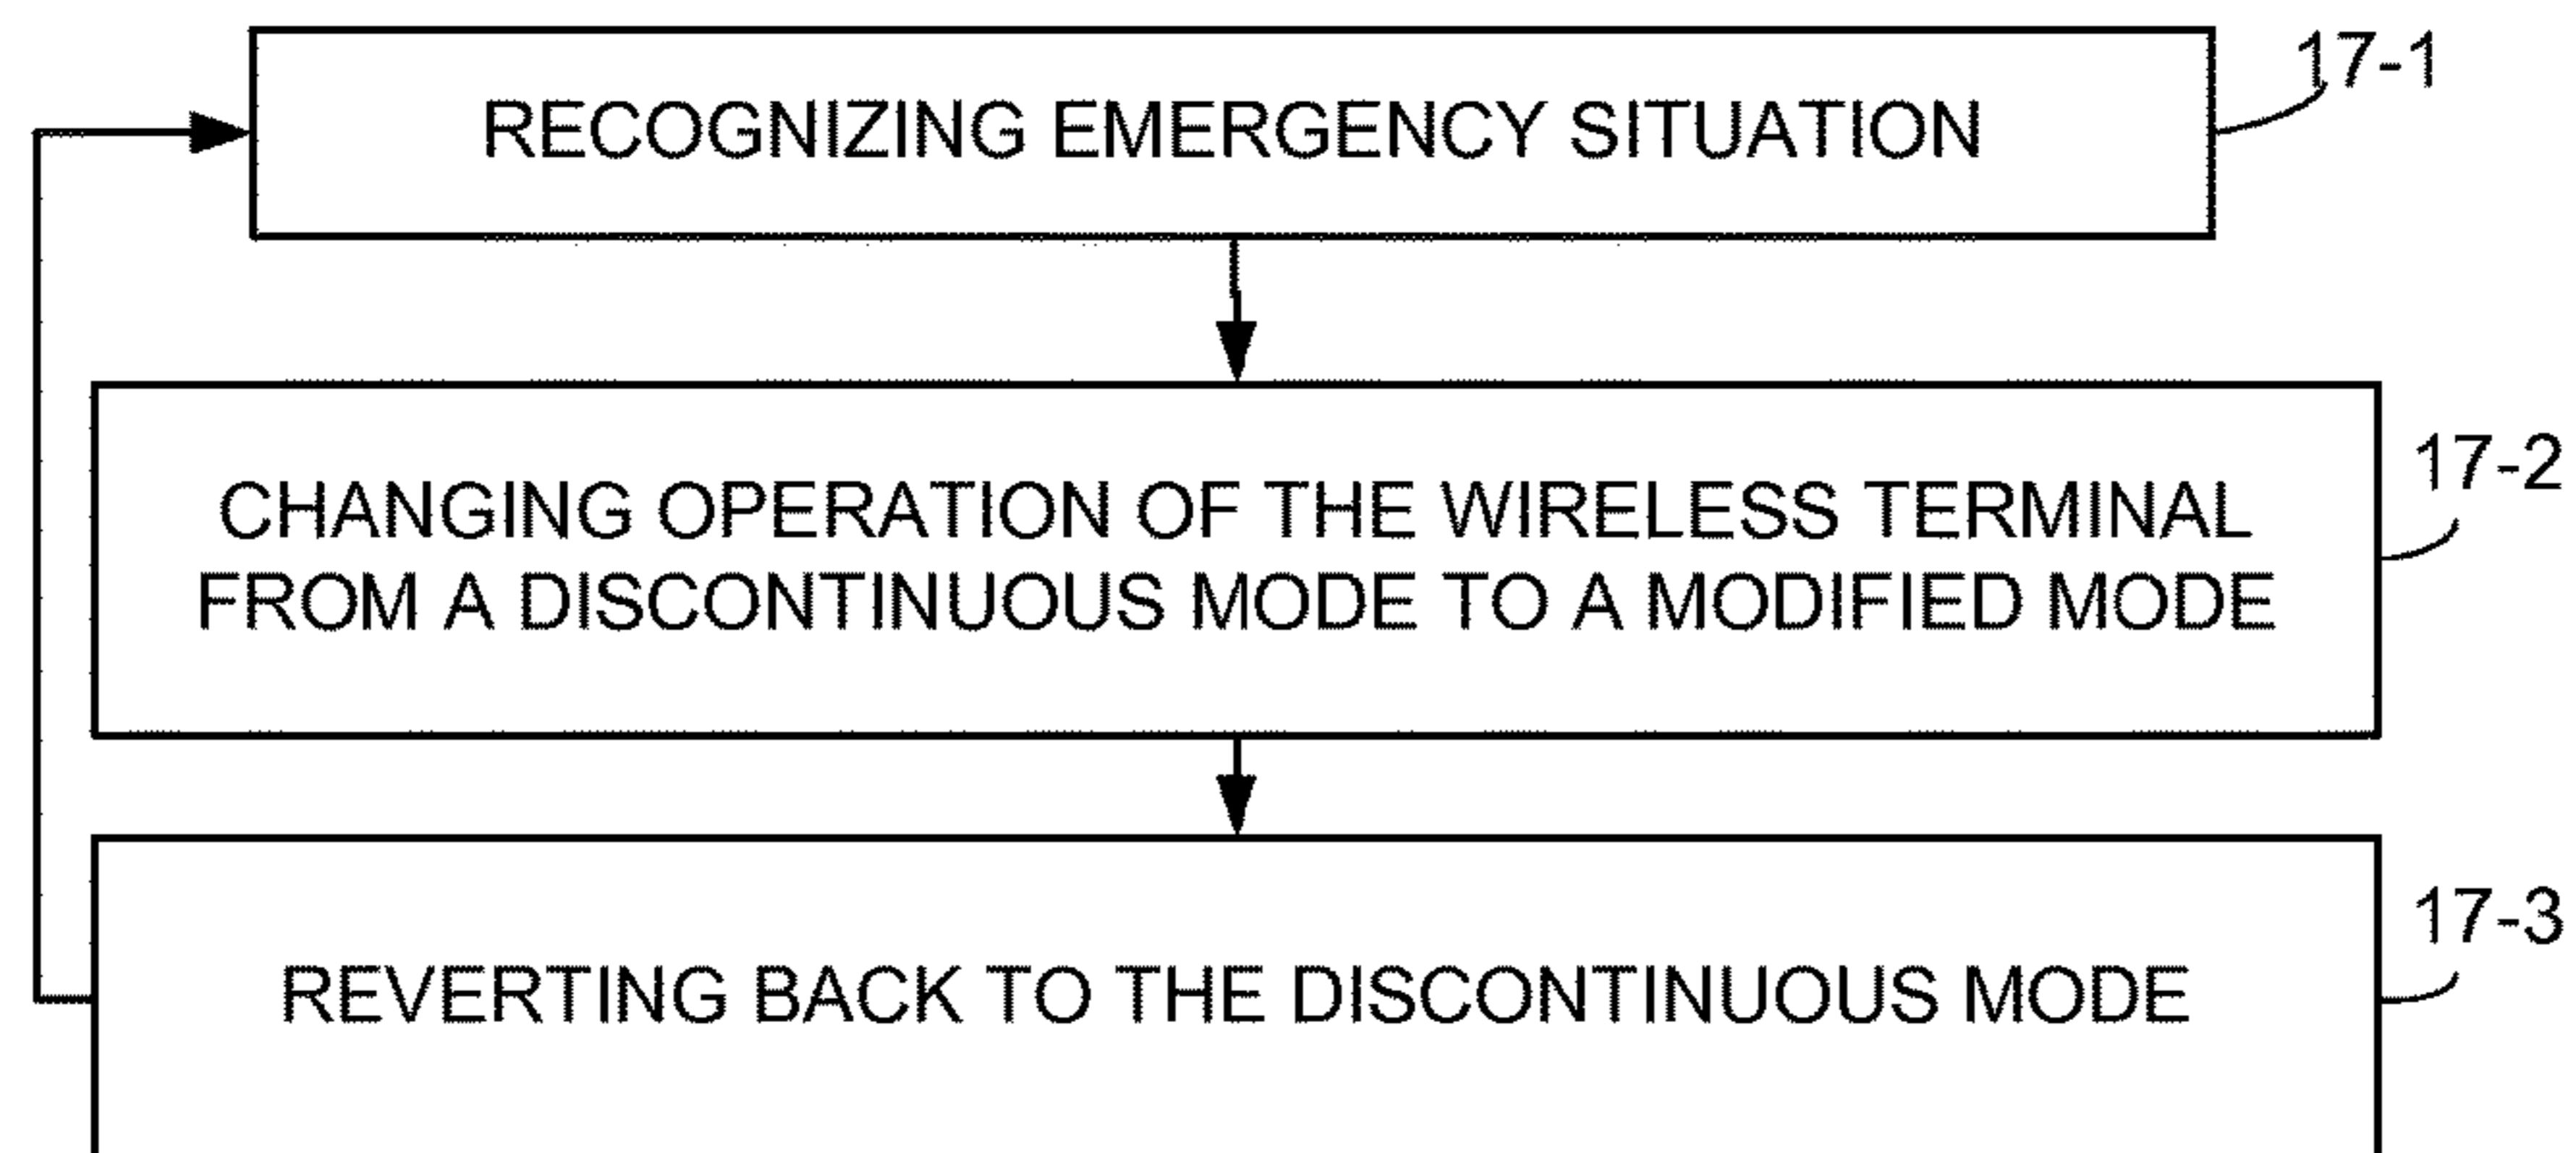 RECOGNIZING EMERGENCY SITUATION
17-1
CHANGING OPERATION OF THE WIRELESS TERMINAL
FROM A DISCONTINUOUS MODE TO A MODIFIED MODE
17-2
REVERTING BACK TO THE DISCONTINUOUS MODE
17-3